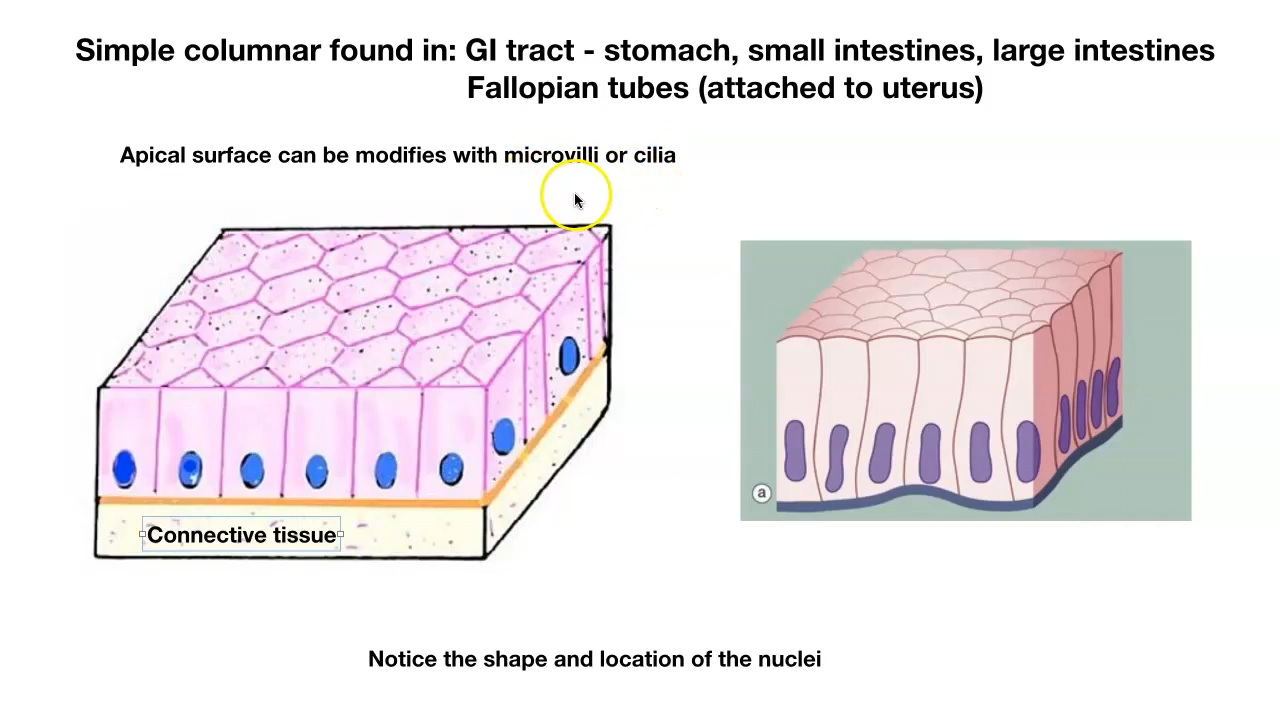 Simple columnar found in: GI tract - stomach, small intestines, large intestines
Fallopian tubes (attached to uterus)
Apical surface can be modifies with microvilli or cilia
a
Connective tissue
Notice the shape and location of the nuclei